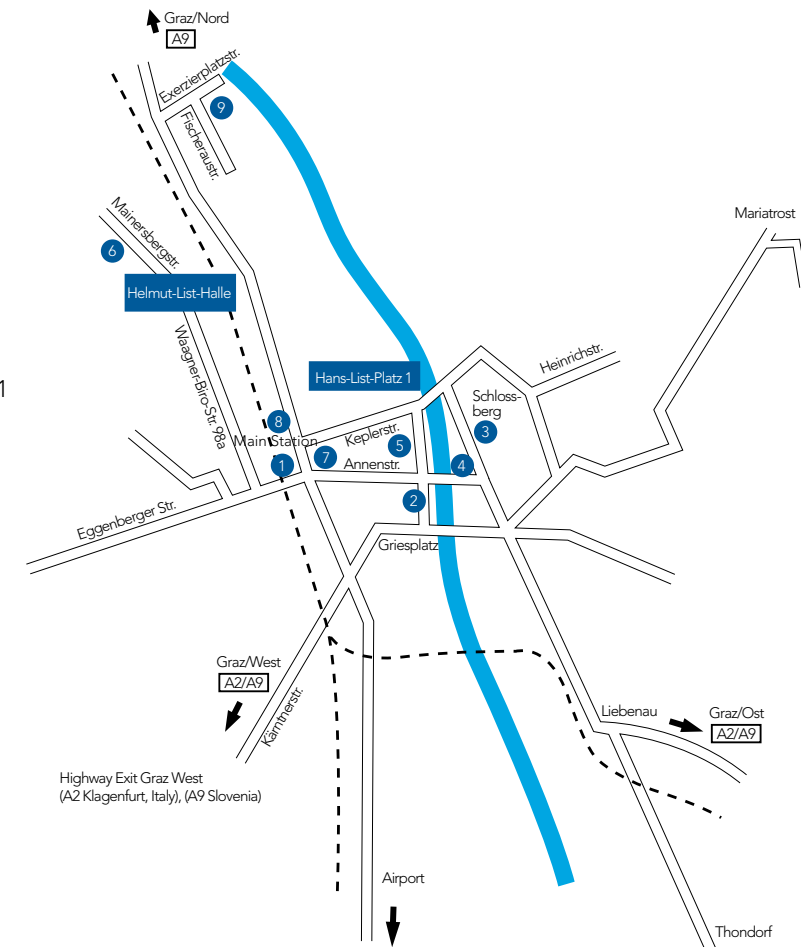 Graz/Nord
A9
Exerzierplatzstr.
9
Fischeraustr.
Mainersbergstr.
Mariatrost
6
Helmut-List-Halle
Waagner-Biro-Str. 98a
Heinrichstr.
Hans-List-Platz 1
1
Schloss-
berg
8
3
Keplerstr.
Main Station
5
7
Annenstr.
4
1
2
Eggenberger Str.
Griesplatz
Graz/West
A2/A9
Kärntnerstr.
Liebenau
Graz/Ost
A2/A9
Highway Exit Graz West
(A2 Klagenfurt, Italy), (A9 Slovenia)
Airport
Thondorf